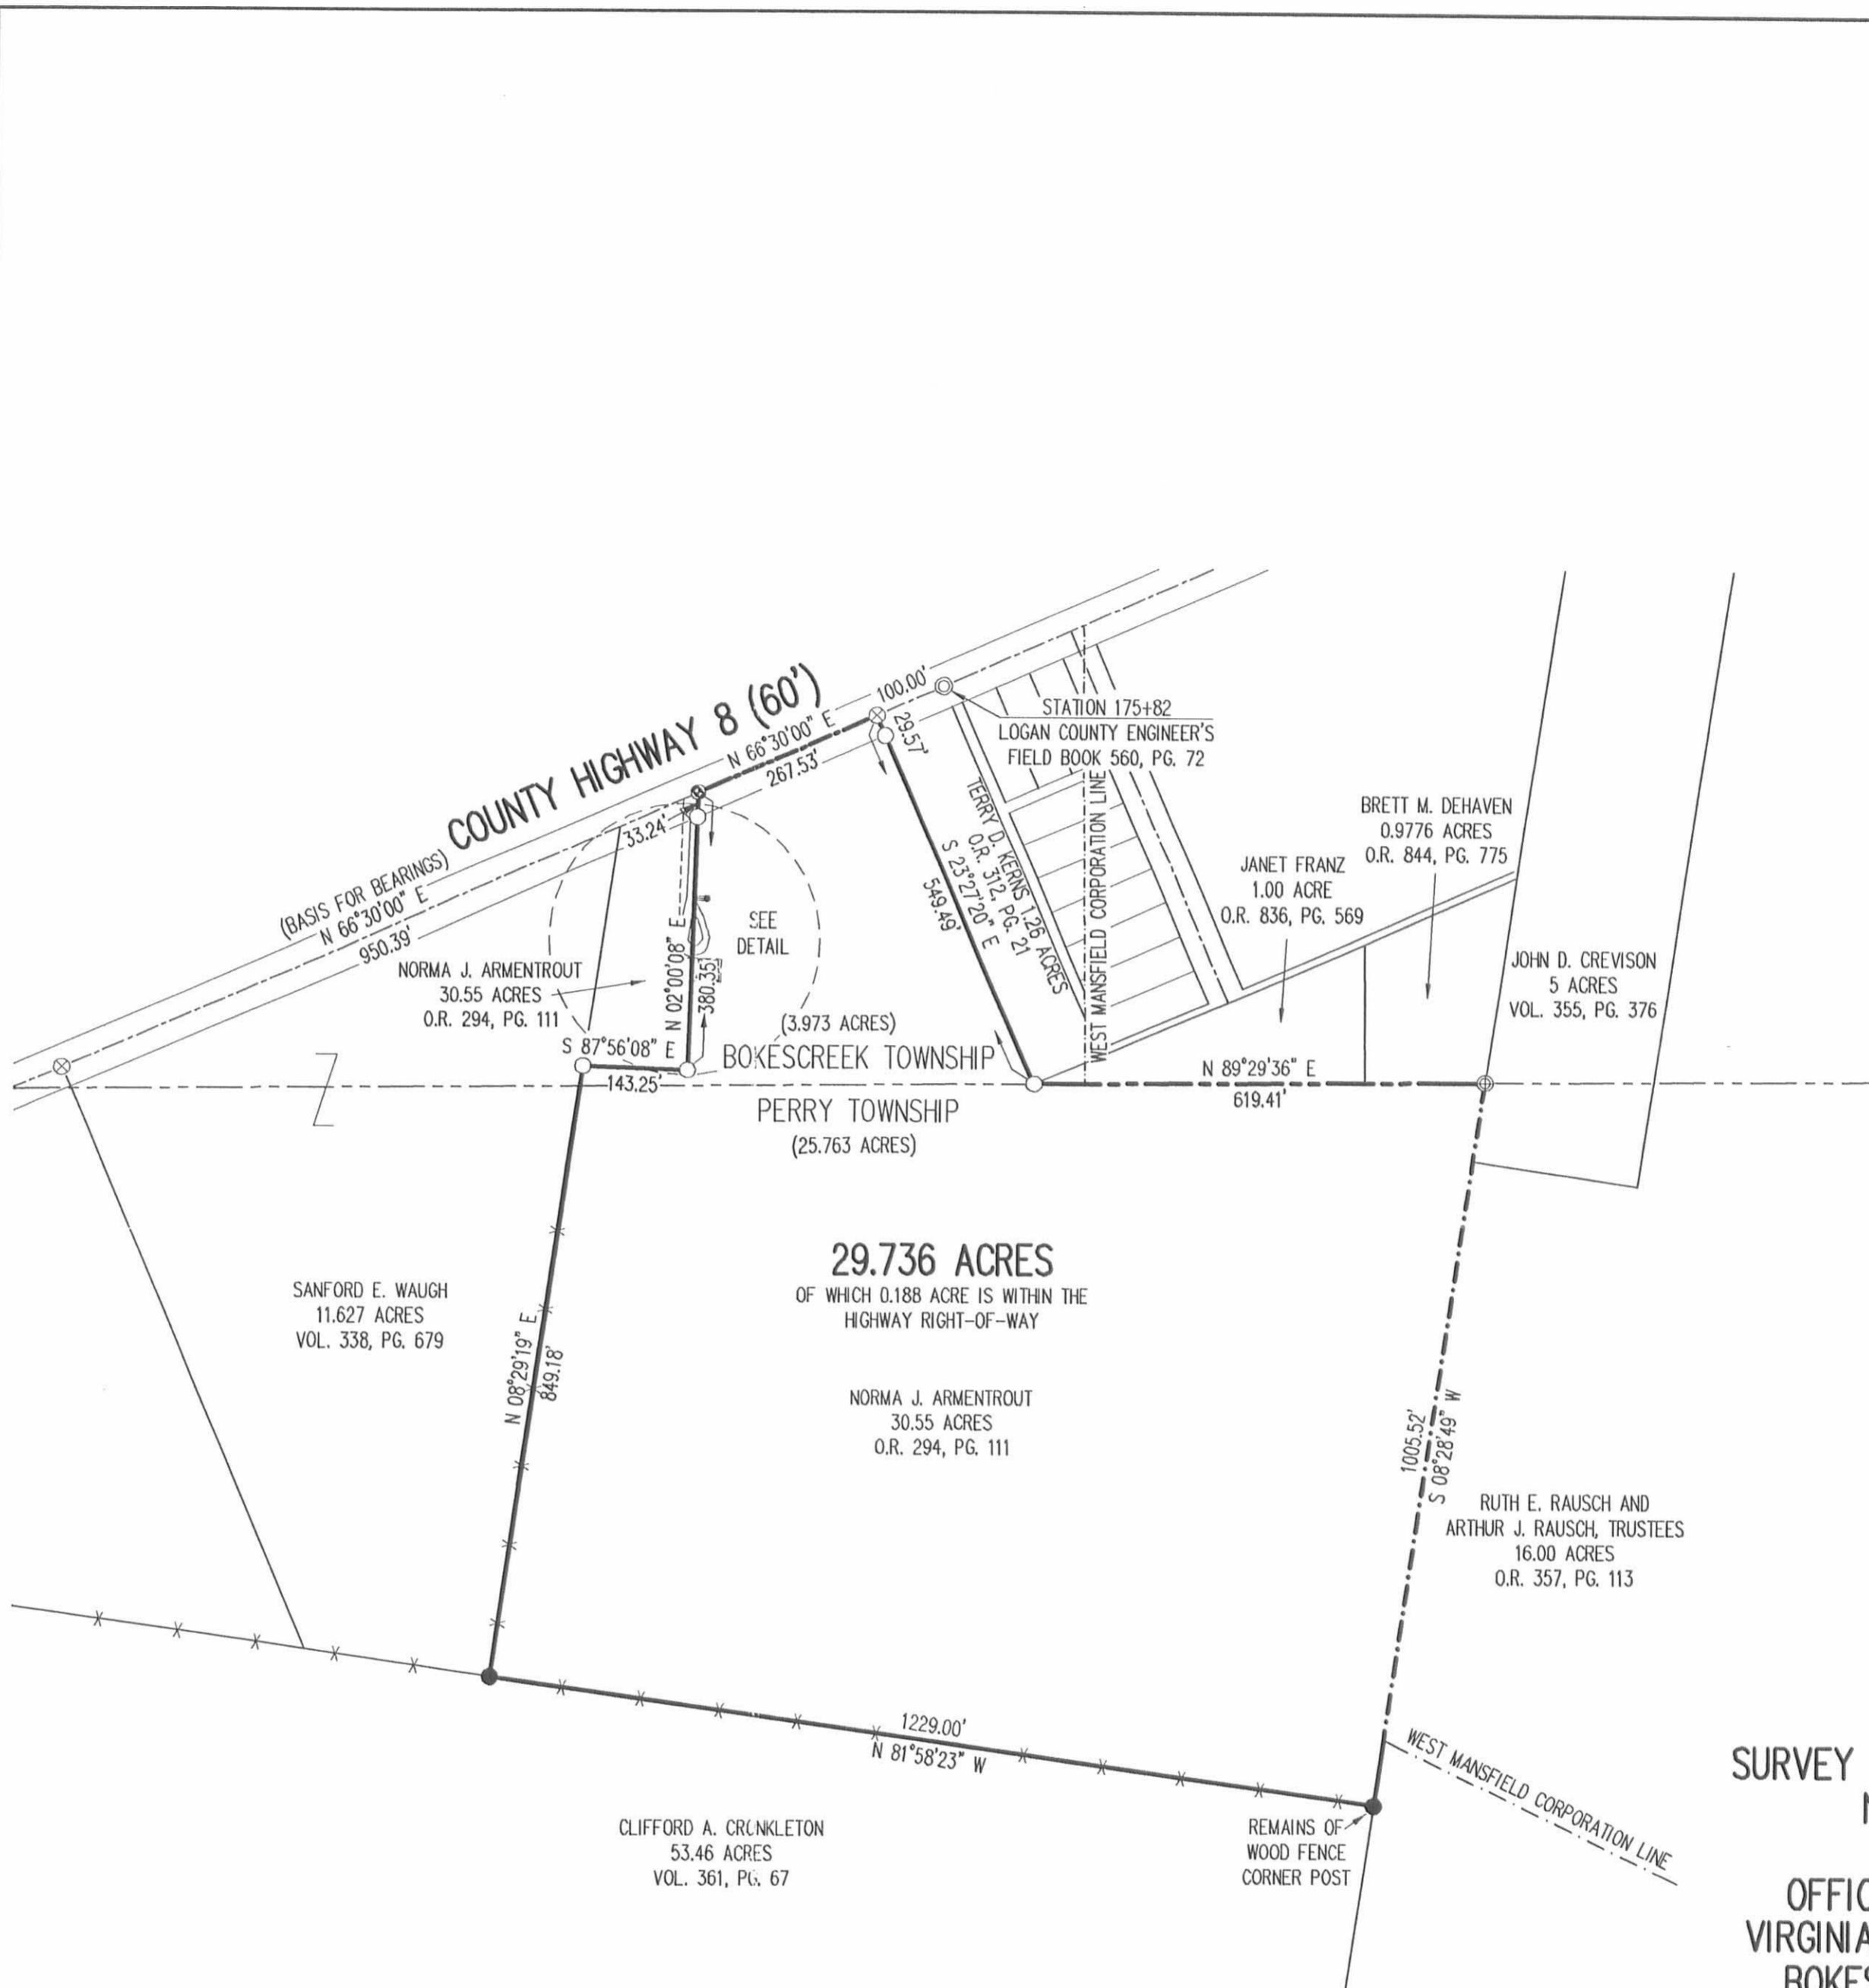 COUNTY HIGHWAY 8 (60')
(BASIS FOR BEARINGS)
N 66°30'00" E
950.39'
N 66°30'00" E
267.53'
100.00'
29.57'
33.24'
STATION 175+82
LOGAN COUNTY ENGINEER'S
FIELD BOOK 560, PG. 72
TERRY D. KERNS 1.26 ACRES
O.R. 312, PG. 21
S 23°27'20" E
549.49'
WEST MANSFIELD CORPORATION LINE
BRETT M. DEHAVEN
0.9776 ACRES
O.R. 844, PG. 775
JANET FRANZ
1.00 ACRE
O.R. 836, PG. 569
JOHN D. CREVISON
5 ACRES
VOL. 355, PG. 376
SEE
DETAIL
NORMA J. ARMENTROUT
30.55 ACRES
O.R. 294, PG. 111
N 02°00'08" E
380.35'
(3.973 ACRES)
S 87°56'08" E
143.25'
BOKESCREEK TOWNSHIP
PERRY TOWNSHIP
(25.763 ACRES)
N 89°29'36" E
619.41'
29.736 ACRES
OF WHICH 0.188 ACRE IS WITHIN THE
HIGHWAY RIGHT-OF-WAY
SANFORD E. WAUGH
11.627 ACRES
VOL. 338, PG. 679
N 08°29'19" E
849.18'
NORMA J. ARMENTROUT
30.55 ACRES
O.R. 294, PG. 111
1005.52'
S 08°28'49" W
RUTH E. RAUSCH AND
ARTHUR J. RAUSCH, TRUSTEES
16.00 ACRES
O.R. 357, PG. 113
1229.00'
N 81°58'23" W
WEST MANSFIELD CORPORATION LINE
CLIFFORD A. CRONKLETON
53.46 ACRES
VOL. 361, PG. 67
REMAINS OF
WOOD FENCE
CORNER POST
SURVEY
OFFIC
VIRGINIA
BOKES